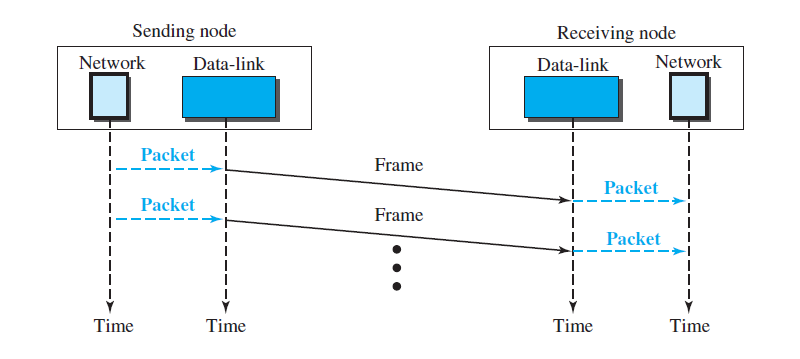 Sending node
Receiving node
Network
Data-link
Data-link
Network
Packet
Frame
Packet
Packet
Frame
Packet
Time
Time
Time
Time